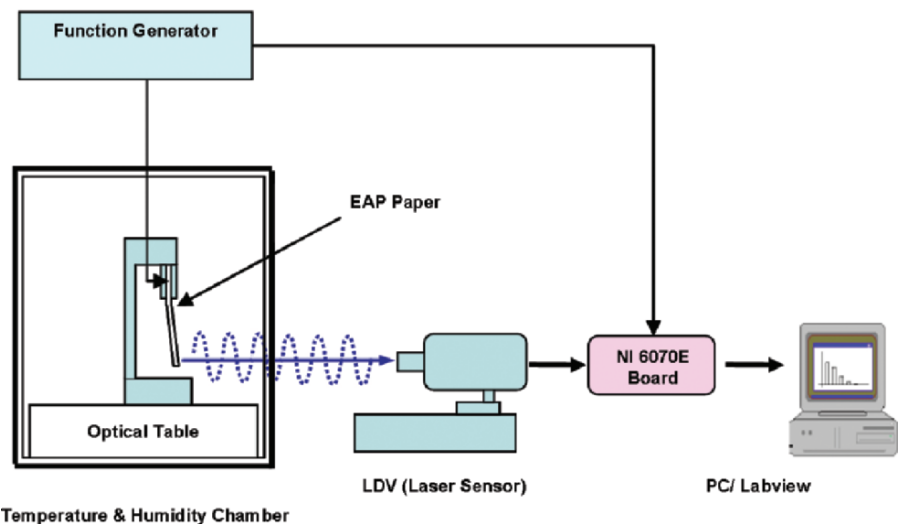 Function Generator
EAP Paper
NI 6070E
Board
Optical Table
LDV (Laser Sensor)
PC/ Labview
Temperature & Humidity Chamber